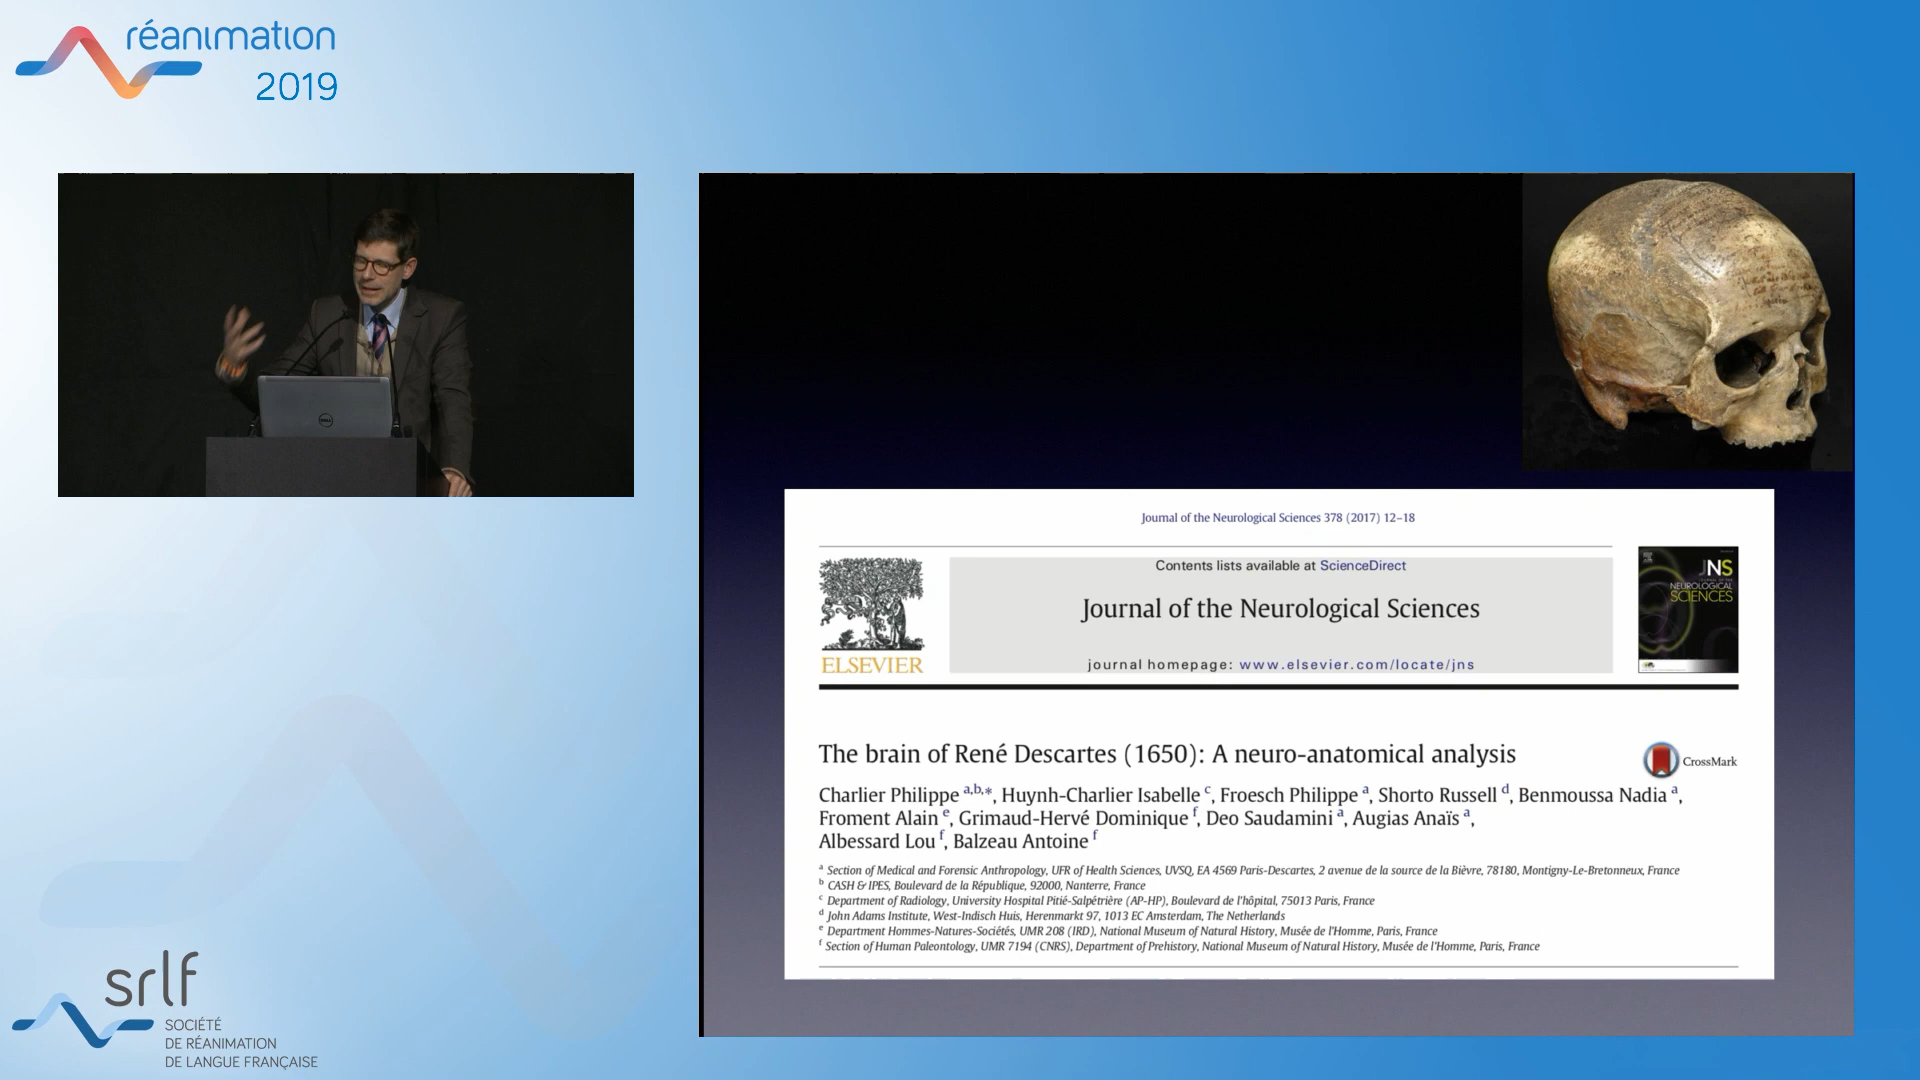 réanimation
2019
DELL
Journal of the Neurological Sciences 378 (2017) 12–18
Contents lists available at ScienceDirect
Journal of the Neurological Sciences
journal homepage: www.elsevier.com/locate/jns
ELSEVIER
JNS
JOURNAL OF THE
NEUROLOGICAL
SCIENCES
The brain of René Descartes (1650): A neuro-anatomical analysis
CrossMark
Charlier Philippe a,b,*, Huynh-Charlier Isabelle c, Froesch Philippe a, Shorto Russell d, Benmoussa Nadia a,
Froment Alain e, Grimaud-Hervé Dominique f, Deo Saudamini a, Augias Anaïs a,
Albessard Lou f, Balzeau Antoine f
a Section of Medical and Forensic Anthropology, UFR of Health Sciences, UVSQ, EA 4569 Paris-Descartes, 2 avenue de la source de la Bièvre, 78180, Montigny-Le-Bretonneux, France
b CASH & IPES, Boulevard de la République, 92000, Nanterre, France
c Department of Radiology, University Hospital Pitié-Salpétrière (AP-HP), Boulevard de l'hôpital, 75013 Paris, France
d John Adams Institute, West-Indisch Huis, Herenmarkt 97, 1013 EC Amsterdam, The Netherlands
e Department Hommes-Natures-Sociétés, UMR 208 (IRD), National Museum of Natural History, Musée de l'Homme, Paris, France
f Section of Human Paleontology, UMR 7194 (CNRS), Department of Prehistory, National Museum of Natural History, Musée de l'Homme, Paris, France
srlf
SOCIÉTÉ
DE RÉANIMATION
DE LANGUE FRANÇAISE